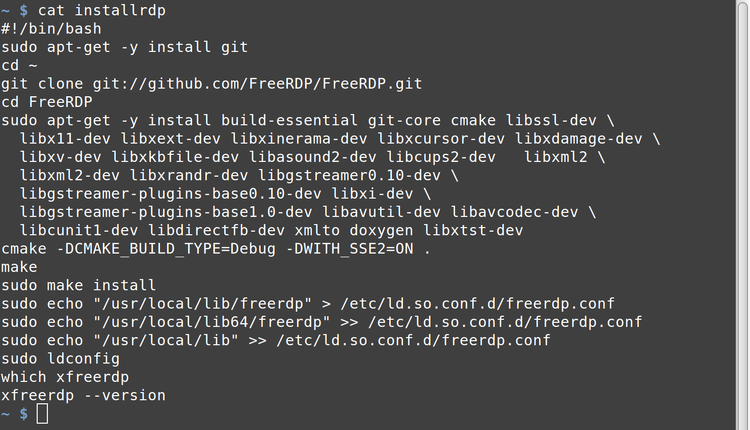 ~ $ cat installrdp
#!/bin/bash
sudo apt-get -y install git
cd ~
git clone git://github.com/FreeRDP/FreeRDP.git
cd FreeRDP
sudo apt-get -y install build-essential git-core cmake libssl-dev \
  libx11-dev libxext-dev libxinerama-dev libxcursor-dev libxdamage-dev \
  libxv-dev libxkbfile-dev libasound2-dev libcups2-dev   libxml2 \
  libxml2-dev libxrandr-dev libgstreamer0.10-dev \
  libgstreamer-plugins-base0.10-dev libxi-dev \
  libgstreamer-plugins-base1.0-dev libavutil-dev libavcodec-dev \
  libcunit1-dev libdirectfb-dev xmlto doxygen libxtst-dev
cmake -DCMAKE_BUILD_TYPE=Debug -DWITH_SSE2=ON .
make
sudo make install
sudo echo "/usr/local/lib/freerdp" > /etc/ld.so.conf.d/freerdp.conf
sudo echo "/usr/local/lib64/freerdp" >> /etc/ld.so.conf.d/freerdp.conf
sudo echo "/usr/local/lib" >> /etc/ld.so.conf.d/freerdp.conf
sudo ldconfig
which xfreerdp
xfreerdp --version
~ $